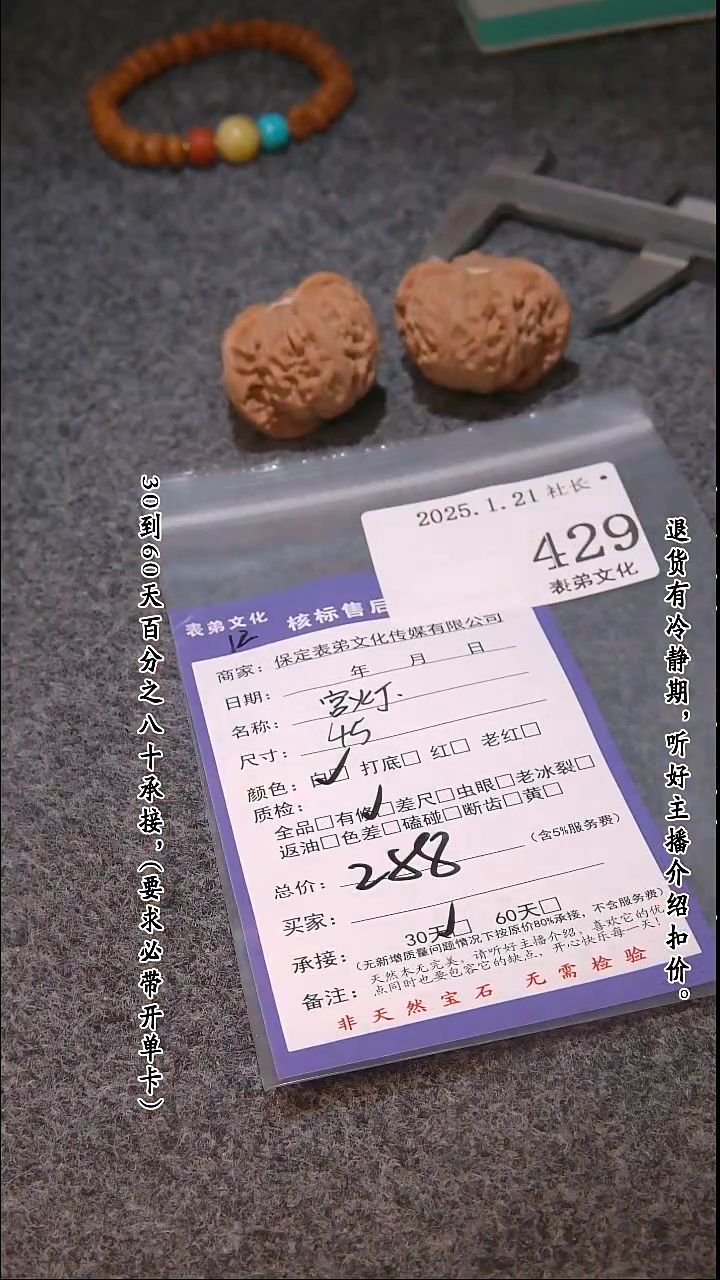 30到60天百分之八十承接，（要求必带开单卡）
退货有冷静期，听好主播介绍扣价。
2025.1.21 社长
429
表弟文化
表弟文化
12
核标售后
商家：保定表弟文化传媒有限公司
日期： 年 月 日
名称：宫灯.
尺寸：45
颜色：白□ 打底□ 红□ 老红□
质检：
全品□有修□差尺□虫眼□老冰裂□
返油□色差□磕碰□断齿□黄□
总价：288（含5%服务费）
买家：
承接：30天□ 60天□
（无新增质量问题情况下按原价80%承接，不含服务费）
备注：天然木无完美，请听好主播介绍，喜欢它的优
点同时也要包容它的缺点，开心快乐每一天！
非天然宝石 无需检验